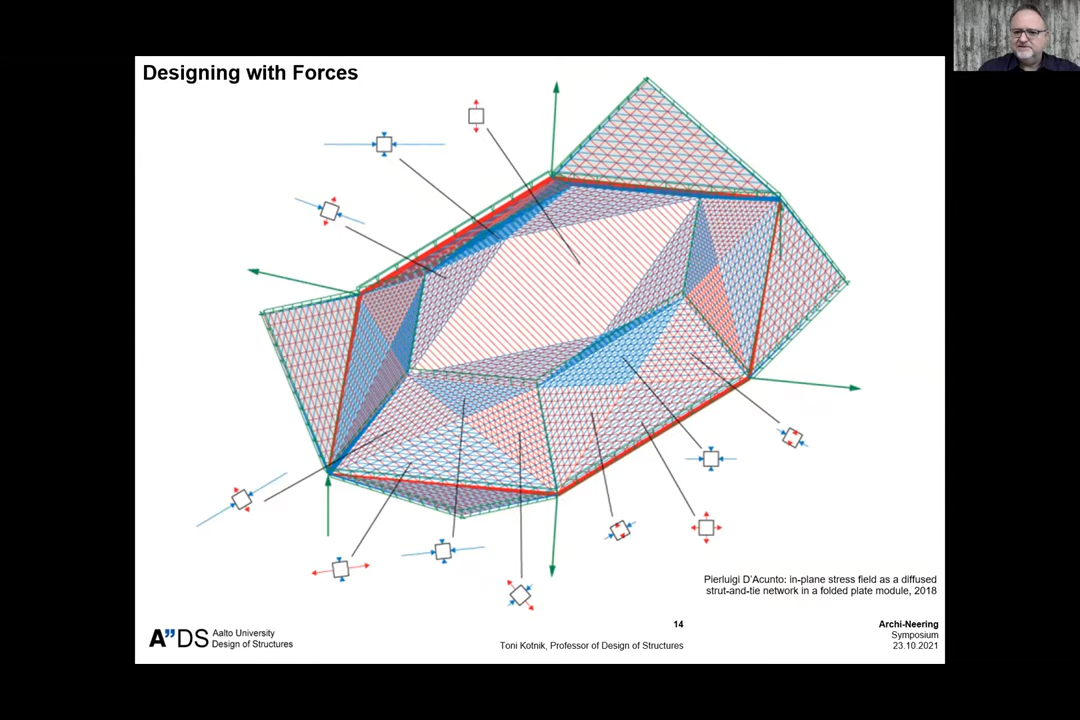 Designing with Forces
Pierluigi D'Acunto: in-plane stress field as a diffused
strut-and-tie network in a folded plate module, 2018
A”DS
Aalto University
Design of Structures
14
Toni Kotnik, Professor of Design of Structures
Archi-Neering
Symposium
23.10.2021